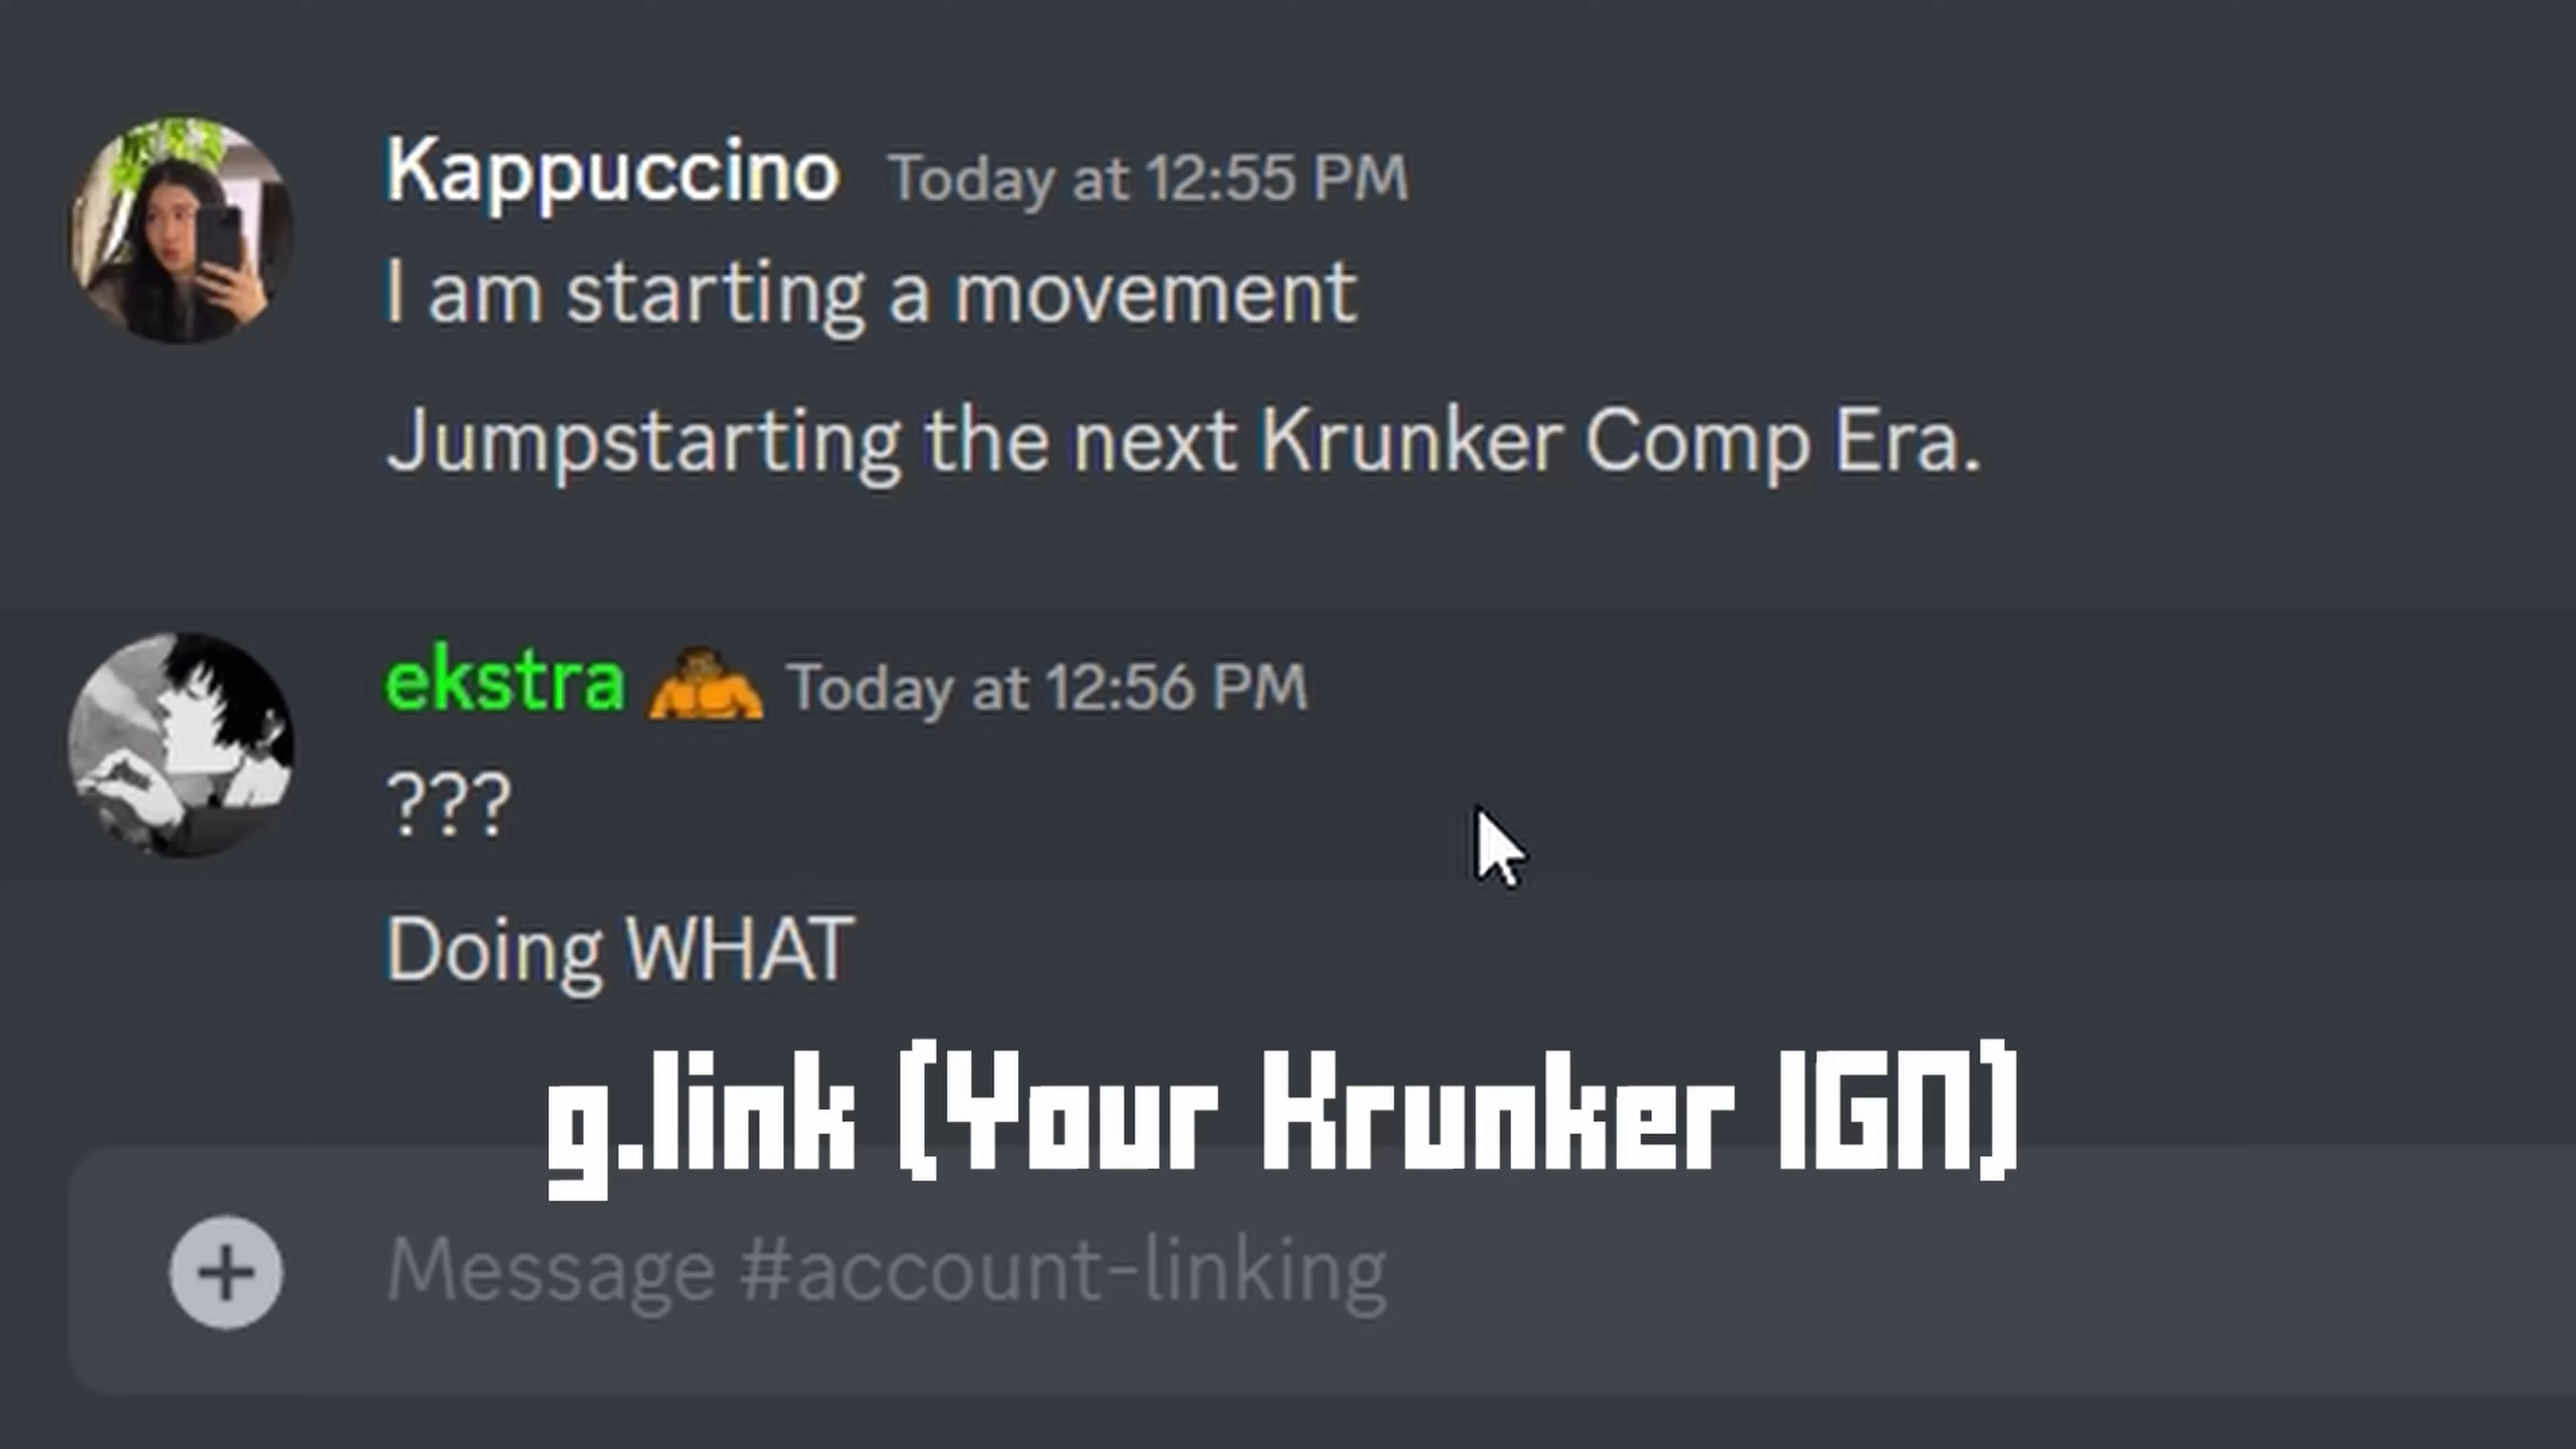 Kappuccino Today at 12:55 PM
I am starting a movement
Jumpstarting the next Krunker Comp Era.
ekstra Today at 12:56 PM
???
Doing WHAT
g.link (Your Krunker IGN)
Message #account-linking